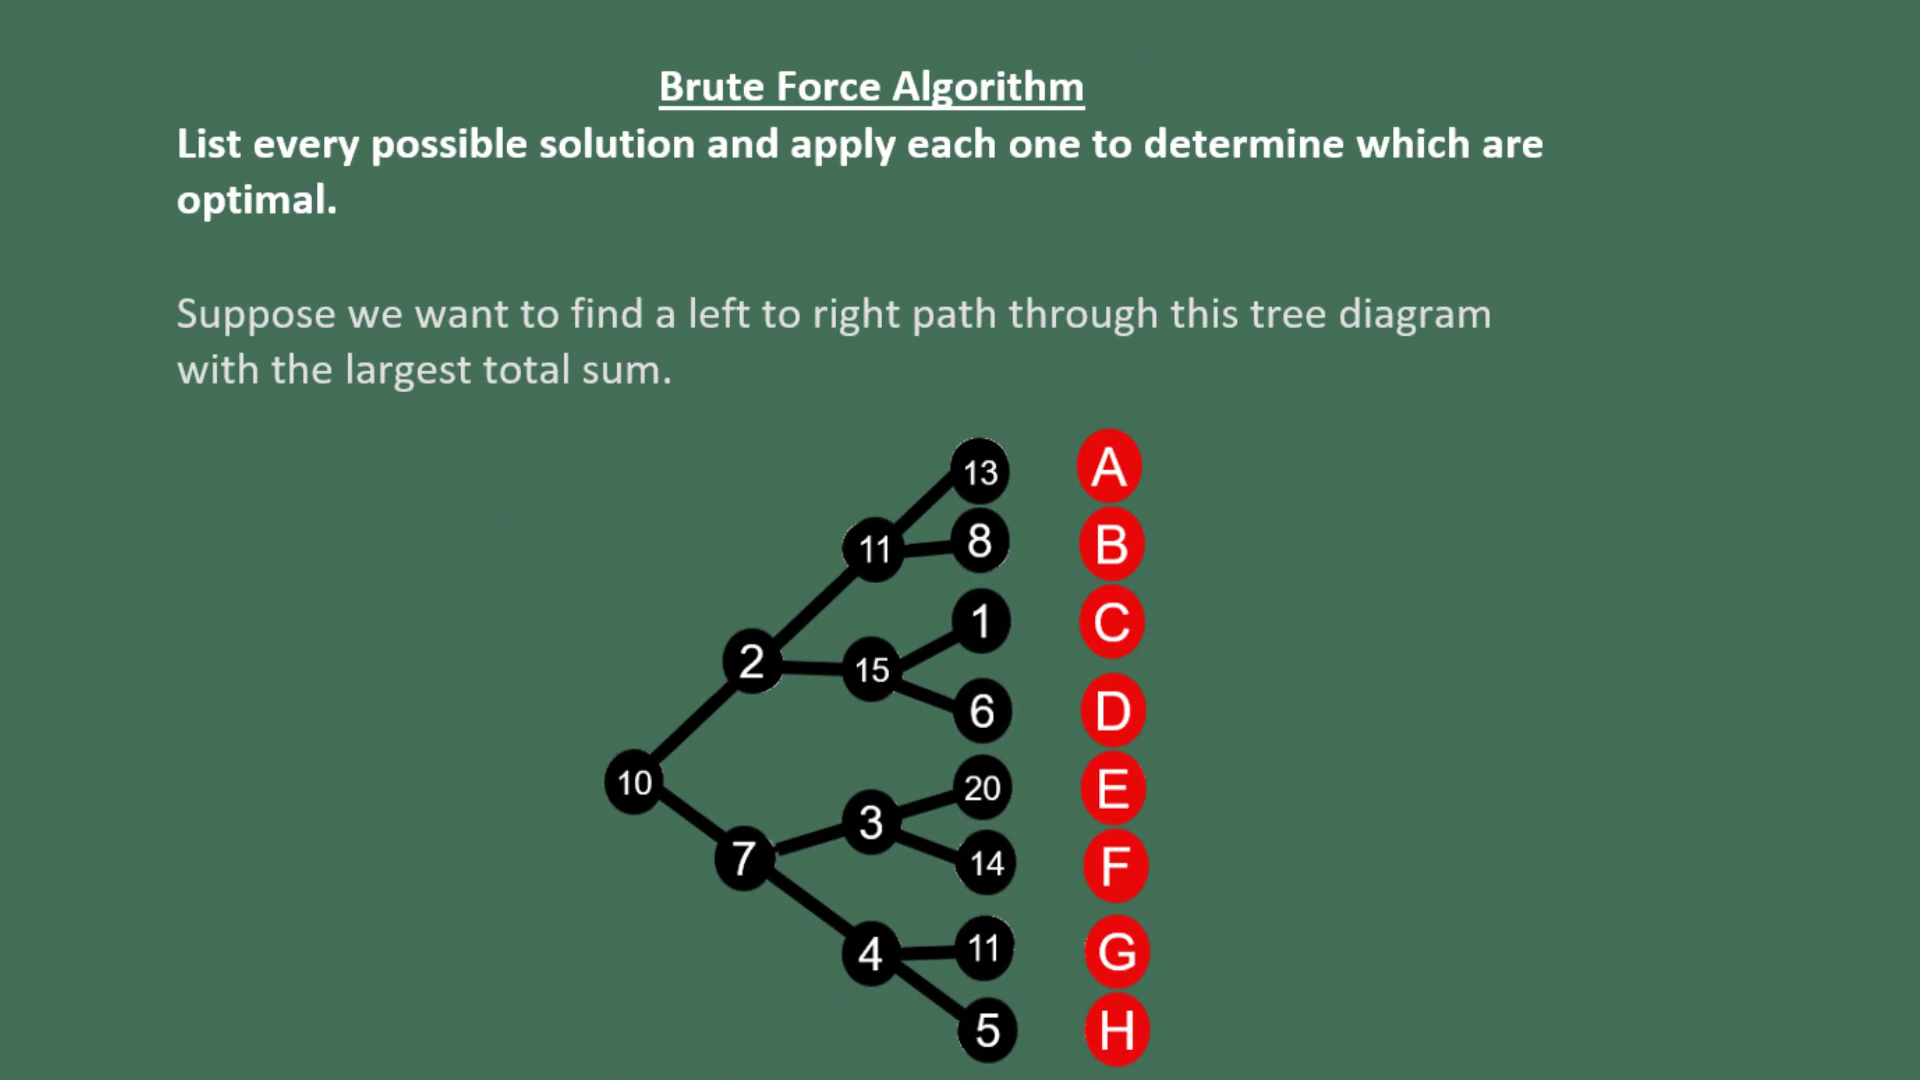 Brute Force Algorithm
List every possible solution and apply each one to determine which are
optimal.
Suppose we want to find a left to right path through this tree diagram
with the largest total sum.
13 A
11 8 B
1 C
2 15
6 D
10 20 E
3
7 14 F
4 11 G
5 H